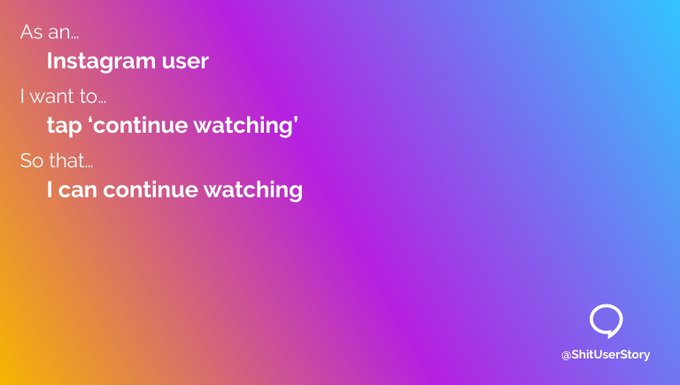 As an…
Instagram user
I want to…
tap ‘continue watching’
So that…
I can continue watching
@ShitUserStory